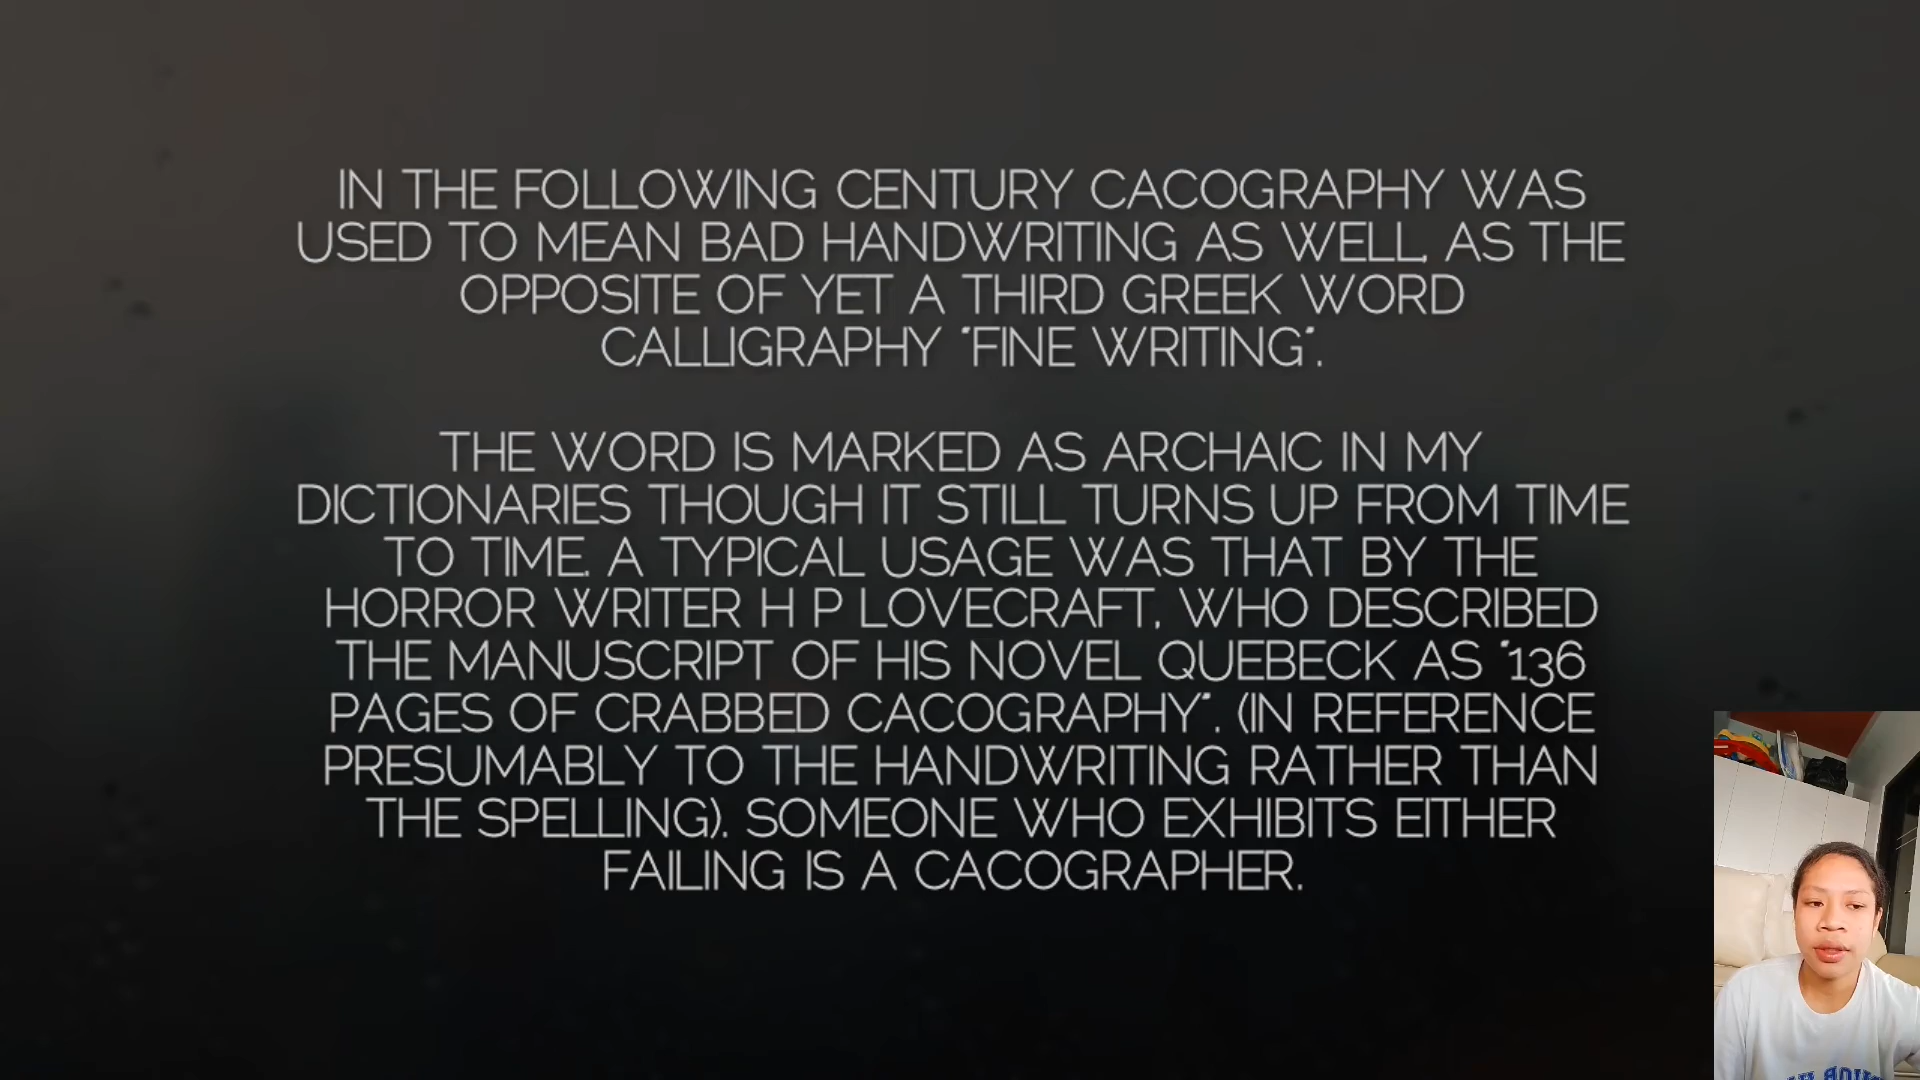 IN THE FOLLOWING CENTURY CACOGRAPHY WAS
USED TO MEAN BAD HANDWRITING AS WELL, AS THE
OPPOSITE OF YET A THIRD GREEK WORD
CALLIGRAPHY "FINE WRITING".
THE WORD IS MARKED AS ARCHAIC IN MY
DICTIONARIES THOUGH IT STILL TURNS UP FROM TIME
TO TIME. A TYPICAL USAGE WAS THAT BY THE
HORROR WRITER H P LOVECRAFT, WHO DESCRIBED
THE MANUSCRIPT OF HIS NOVEL QUEBECK AS "136
PAGES OF CRABBED CACOGRAPHY". (IN REFERENCE
PRESUMABLY TO THE HANDWRITING RATHER THAN
THE SPELLING). SOMEONE WHO EXHIBITS EITHER
FAILING IS A CACOGRAPHER.